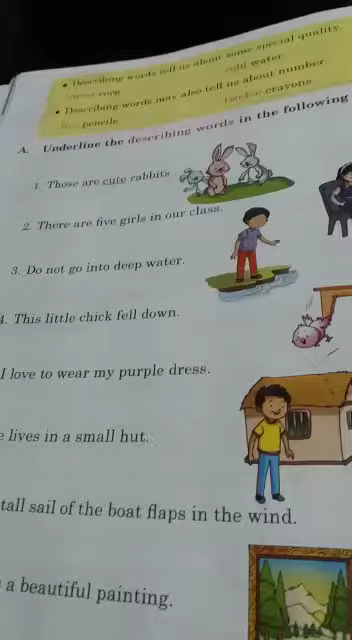 • Describing words tell us about some special quality.
sweet corn
cold water
• Describing words may also tell us about number.
pencils
twelve crayons
A. Underline the describing words in the following
1. Those are cute rabbits
2. There are five girls in our class.
3. Do not go into deep water.
4. This little chick fell down.
I love to wear my purple dress.
lives in a small hut.
tall sail of the boat flaps in the wind.
a beautiful painting.